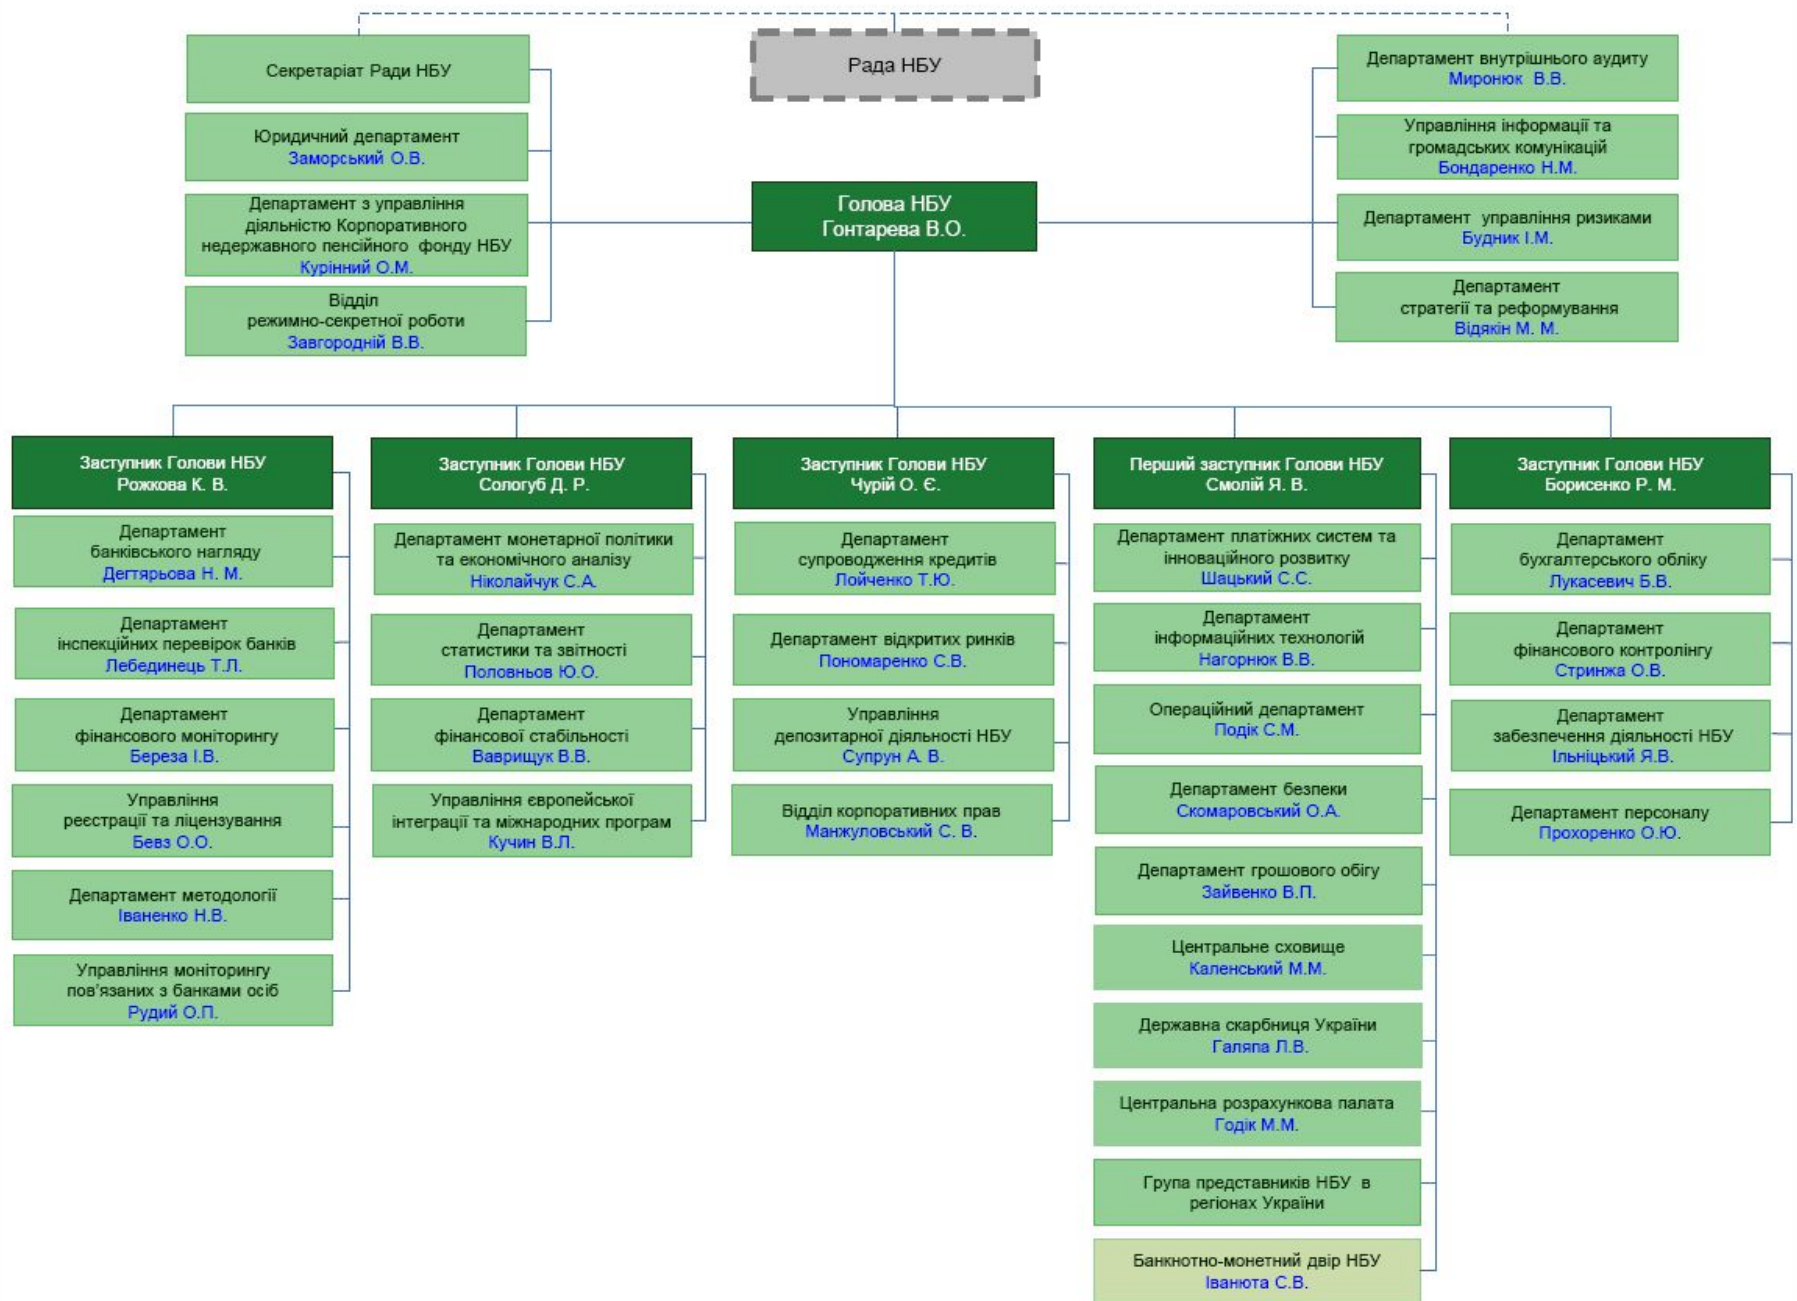 Рада НБУ
Секретаріат Ради НБУ
Юридичний департамент
Заморський О.В.
Департамент з управління
діяльністю Корпоративного
недержавного пенсійного фонду НБУ
Курінний О.М.
Відділ
режимно-секретної роботи
Завгородній В.В.
Голова НБУ
Гонтарева В.О.
Департамент внутрішнього аудиту
Миронюк В.В.
Управління інформації та
громадських комунікацій
Бондаренко Н.М.
Департамент управління ризиками
Будник І.М.
Департамент
стратегії та реформування
Відякін М. М.
Заступник Голови НБУ
Рожкова К. В.
Департамент
банківського нагляду
Дегтярьова Н. М.
Департамент
інспекційних перевірок банків
Лебединець Т.Л.
Департамент
фінансового моніторингу
Береза І.В.
Управління
реєстрації та ліцензування
Бевз О.О.
Департамент методології
Іваненко Н.В.
Управління моніторингу
пов'язаних з банками осіб
Рудий О.П.
Заступник Голови НБУ
Сологуб Д. Р.
Департамент монетарної політики
та економічного аналізу
Ніколайчук С.А.
Департамент
статистики та звітності
Половньов Ю.О.
Департамент
фінансової стабільності
Ваврищук В.В.
Управління європейської
інтеграції та міжнародних програм
Кучин В.Л.
Заступник Голови НБУ
Чурій О. Є.
Департамент
супроводження кредитів
Лойченко Т.Ю.
Департамент відкритих ринків
Пономаренко С.В.
Управління
депозитарної діяльності НБУ
Супрун А. В.
Відділ корпоративних прав
Манжуловський С. В.
Перший заступник Голови НБУ
Смолій Я. В.
Департамент платіжних систем та
інноваційного розвитку
Шацький С.С.
Департамент
інформаційних технологій
Нагорнюк В.В.
Операційний департамент
Подік С.М.
Департамент безпеки
Скомаровський О.А.
Департамент грошового обігу
Зайвенко В.П.
Центральне сховище
Каленський М.М.
Державна скарбниця України
Галяпа Л.В.
Центральна розрахункова палата
Годік М.М.
Група представників НБУ в
регіонах України
Банкнотно-монетний двір НБУ
Іванюта С.В.
Заступник Голови НБУ
Борисенко Р. М.
Департамент
бухгалтерського обліку
Лукасевич Б.В.
Департамент
фінансового контролінгу
Стринжа О.В.
Департамент
забезпечення діяльності НБУ
Ільніцький Я.В.
Департамент персоналу
Прохоренко О.Ю.